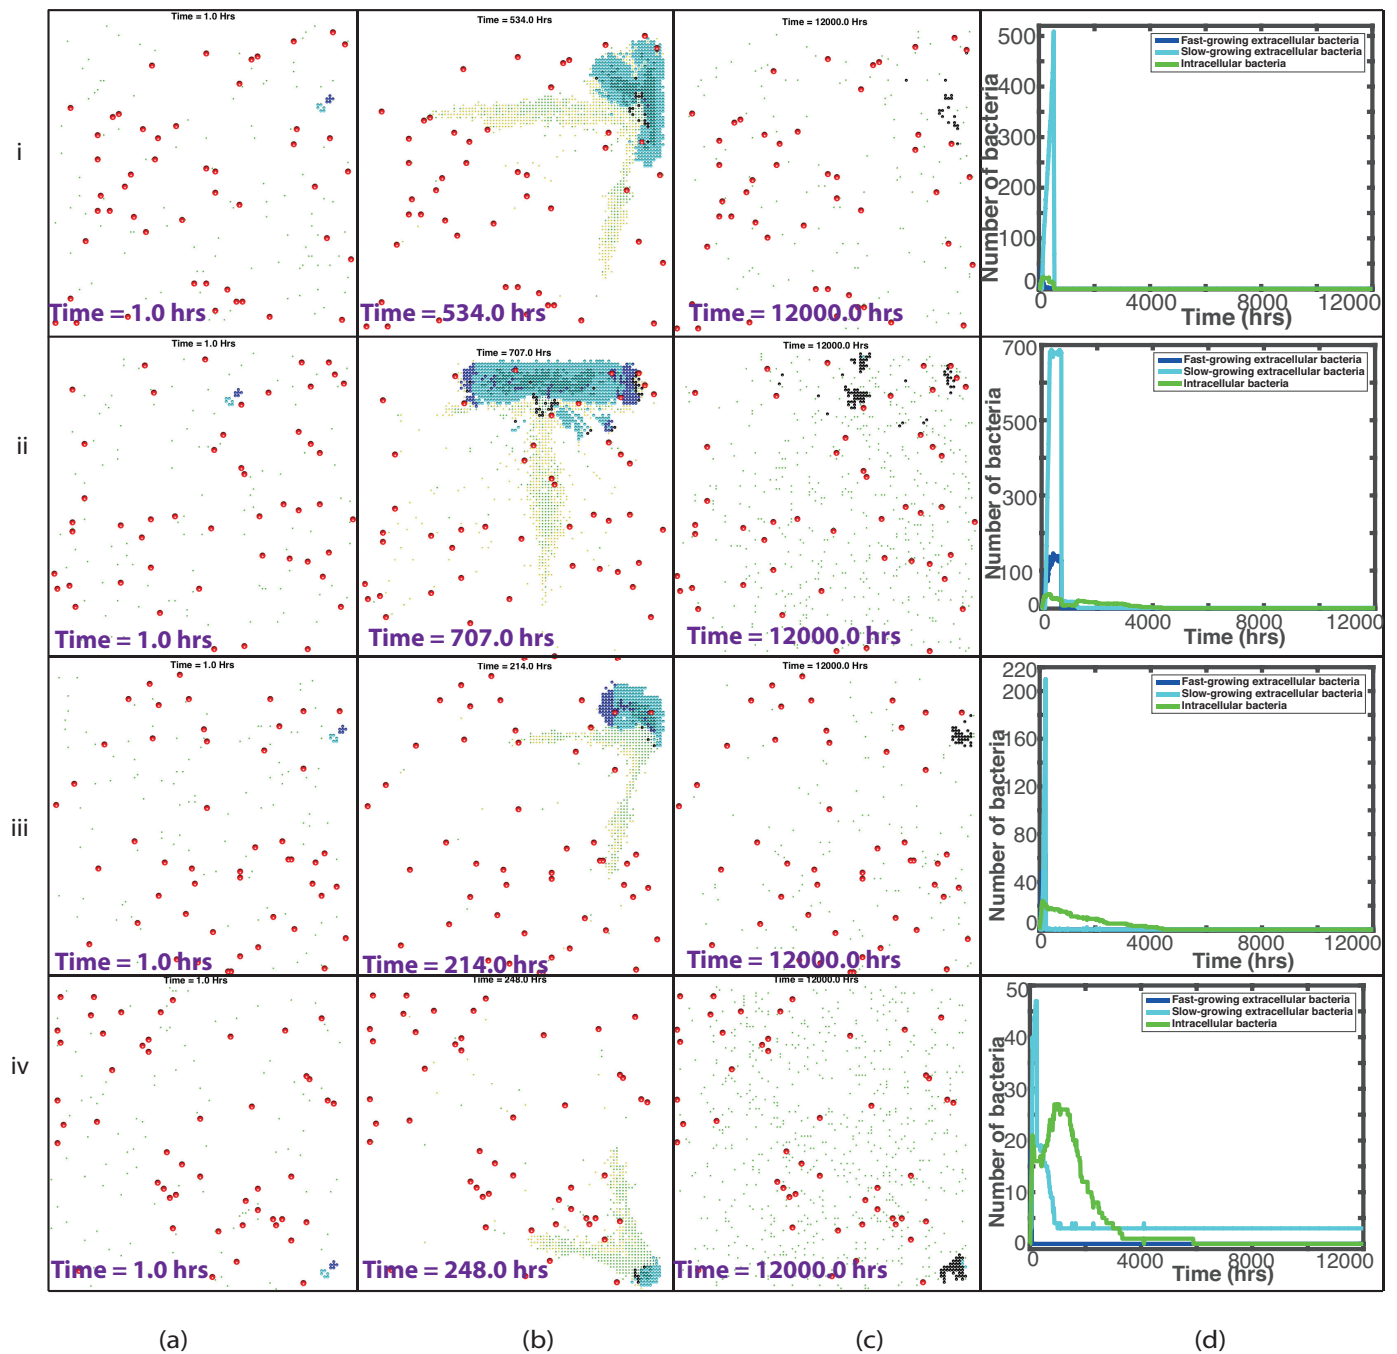 Time = 1.0 Hrs
Time = 534.0 Hrs
Time = 12000.0 Hrs
i
Time = 1.0 hrs
Time = 534.0 hrs
Time = 12000.0 hrs
Number of bacteria
500
400
300
200
100
0
Fast-growing extracellular bacteria
Slow-growing extracellular bacteria
Intracellular bacteria
0
4000
8000
12000
Time (hrs)
Time = 1.0 Hrs
Time = 707.0 Hrs
Time = 12000.0 Hrs
ii
Time = 1.0 hrs
Time = 707.0 hrs
Time = 12000.0 hrs
Number of bacteria
700
500
300
100
0
Fast-growing extracellular bacteria
Slow-growing extracellular bacteria
Intracellular bacteria
0
4000
8000
12000
Time (hrs)
Time = 1.0 Hrs
Time = 214.0 Hrs
Time = 12000.0 Hrs
iii
Time = 1.0 hrs
Time = 214.0 hrs
Time = 12000.0 hrs
Number of bacteria
220
200
160
120
80
40
0
Fast-growing extracellular bacteria
Slow-growing extracellular bacteria
Intracellular bacteria
0
4000
8000
12000
Time (hrs)
Time = 1.0 Hrs
Time = 248.0 Hrs
Time = 12000.0 Hrs
iv
Time = 1.0 hrs
Time = 248.0 hrs
Time = 12000.0 hrs
Number of bacteria
50
40
30
20
10
0
Fast-growing extracellular bacteria
Slow-growing extracellular bacteria
Intracellular bacteria
0
4000
8000
12000
Time (hrs)
(a)
(b)
(c)
(d)